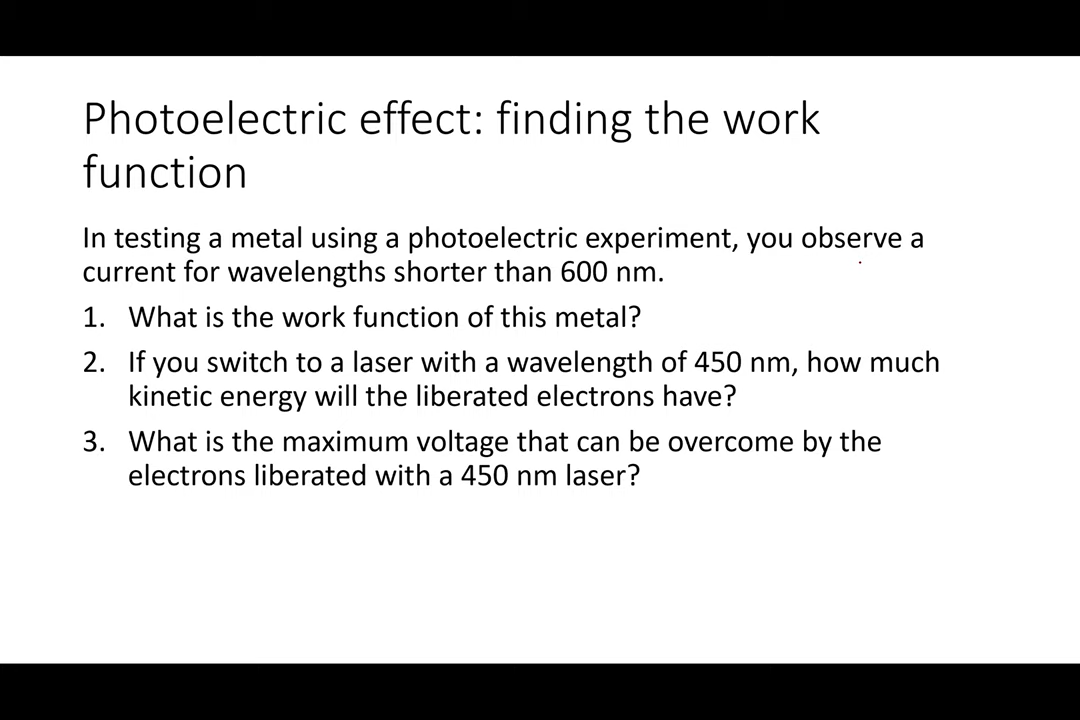 Photoelectric effect: finding the work
function
In testing a metal using a photoelectric experiment, you observe a
current for wavelengths shorter than 600 nm.
1. What is the work function of this metal?
2. If you switch to a laser with a wavelength of 450 nm, how much
kinetic energy will the liberated electrons have?
3. What is the maximum voltage that can be overcome by the
electrons liberated with a 450 nm laser?